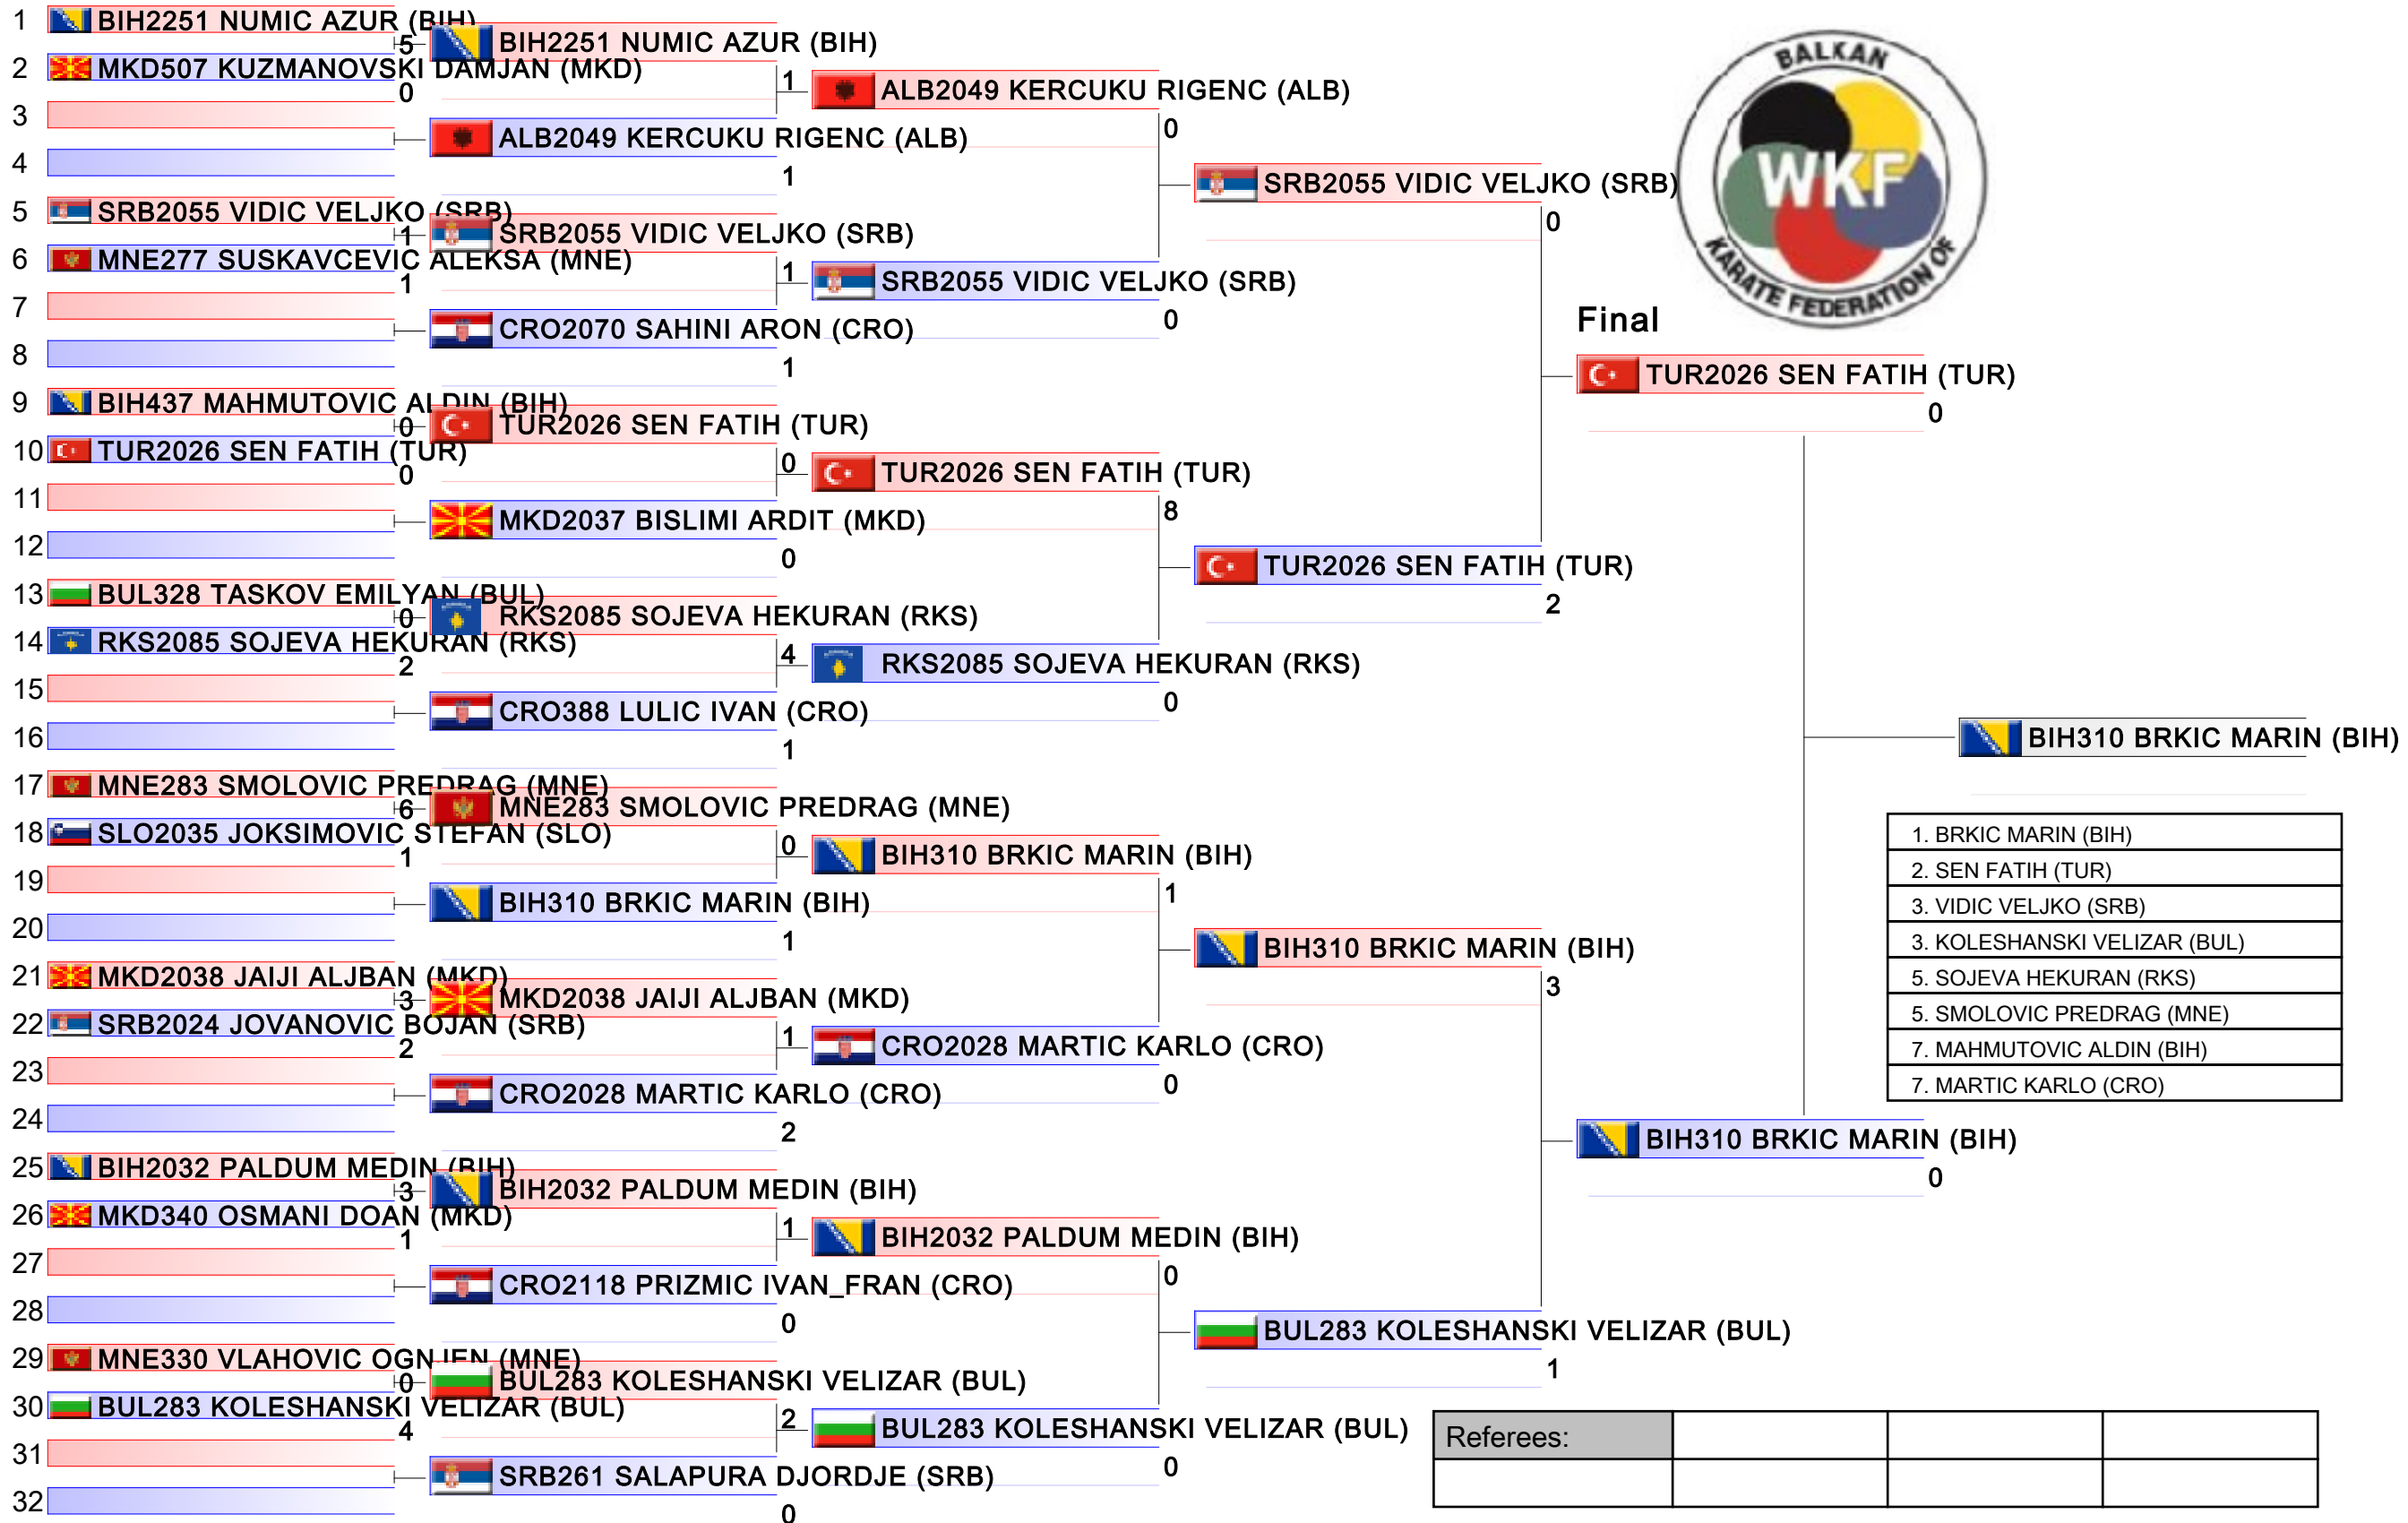 1 BIH2251 NUMIC AZUR (BIH)
5
2 MKD507 KUZMANOVSKI DAMJAN (MKD)
0
3
4
5 SRB2055 VIDIC VELJKO (SRB)
1
6 MNE277 SUSKAVCEVIC ALEKSA (MNE)
1
7
8
9 BIH437 MAHMUTOVIC ALDIN (BIH)
0
10 TUR2026 SEN FATIH (TUR)
0
11
12
13 BUL328 TASKOV EMILYAN (BUL)
0
14 RKS2085 SOJEVA HEKURAN (RKS)
2
15
16
17 MNE283 SMOLOVIC PREDRAG (MNE)
6
18 SLO2035 JOKSIMOVIC STEFAN (SLO)
1
19
20
21 MKD2038 JAIJI ALJBAN (MKD)
3
22 SRB2024 JOVANOVIC BOJAN (SRB)
2
23
24
25 BIH2032 PALDUM MEDIN (BIH)
3
26 MKD340 OSMANI DOAN (MKD)
1
27
28
29 MNE330 VLAHOVIC OGNJEN (MNE)
0
30 BUL283 KOLESHANSKI VELIZAR (BUL)
4
31
32
BIH2251 NUMIC AZUR (BIH)
1
ALB2049 KERCUKU RIGENC (ALB)
1
SRB2055 VIDIC VELJKO (SRB)
1
CRO2070 SAHINI ARON (CRO)
1
TUR2026 SEN FATIH (TUR)
0
MKD2037 BISLIMI ARDIT (MKD)
0
RKS2085 SOJEVA HEKURAN (RKS)
4
CRO388 LULIC IVAN (CRO)
1
MNE283 SMOLOVIC PREDRAG (MNE)
0
BIH310 BRKIC MARIN (BIH)
1
MKD2038 JAIJI ALJBAN (MKD)
1
CRO2028 MARTIC KARLO (CRO)
2
BIH2032 PALDUM MEDIN (BIH)
1
CRO2118 PRIZMIC IVAN_FRAN (CRO)
0
BUL283 KOLESHANSKI VELIZAR (BUL)
2
SRB261 SALAPURA DJORDJE (SRB)
0
ALB2049 KERCUKU RIGENC (ALB)
0
SRB2055 VIDIC VELJKO (SRB)
0
TUR2026 SEN FATIH (TUR)
8
RKS2085 SOJEVA HEKURAN (RKS)
0
BIH310 BRKIC MARIN (BIH)
1
CRO2028 MARTIC KARLO (CRO)
0
BIH2032 PALDUM MEDIN (BIH)
0
BUL283 KOLESHANSKI VELIZAR (BUL)
0
SRB2055 VIDIC VELJKO (SRB)
0
TUR2026 SEN FATIH (TUR)
2
BIH310 BRKIC MARIN (BIH)
3
BUL283 KOLESHANSKI VELIZAR (BUL)
1
BALKAN
WKF
KARATE FEDERATION OF
Final
TUR2026 SEN FATIH (TUR)
0
BIH310 BRKIC MARIN (BIH)
0
BIH310 BRKIC MARIN (BIH)
1. BRKIC MARIN (BIH)
2. SEN FATIH (TUR)
3. VIDIC VELJKO (SRB)
3. KOLESHANSKI VELIZAR (BUL)
5. SOJEVA HEKURAN (RKS)
5. SMOLOVIC PREDRAG (MNE)
7. MAHMUTOVIC ALDIN (BIH)
7. MARTIC KARLO (CRO)
Referees: